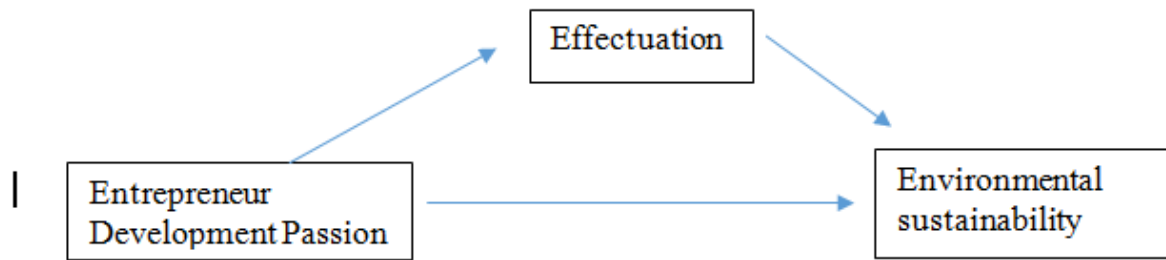 Effectuation
Entrepreneur
Development Passion
Environmental
sustainability